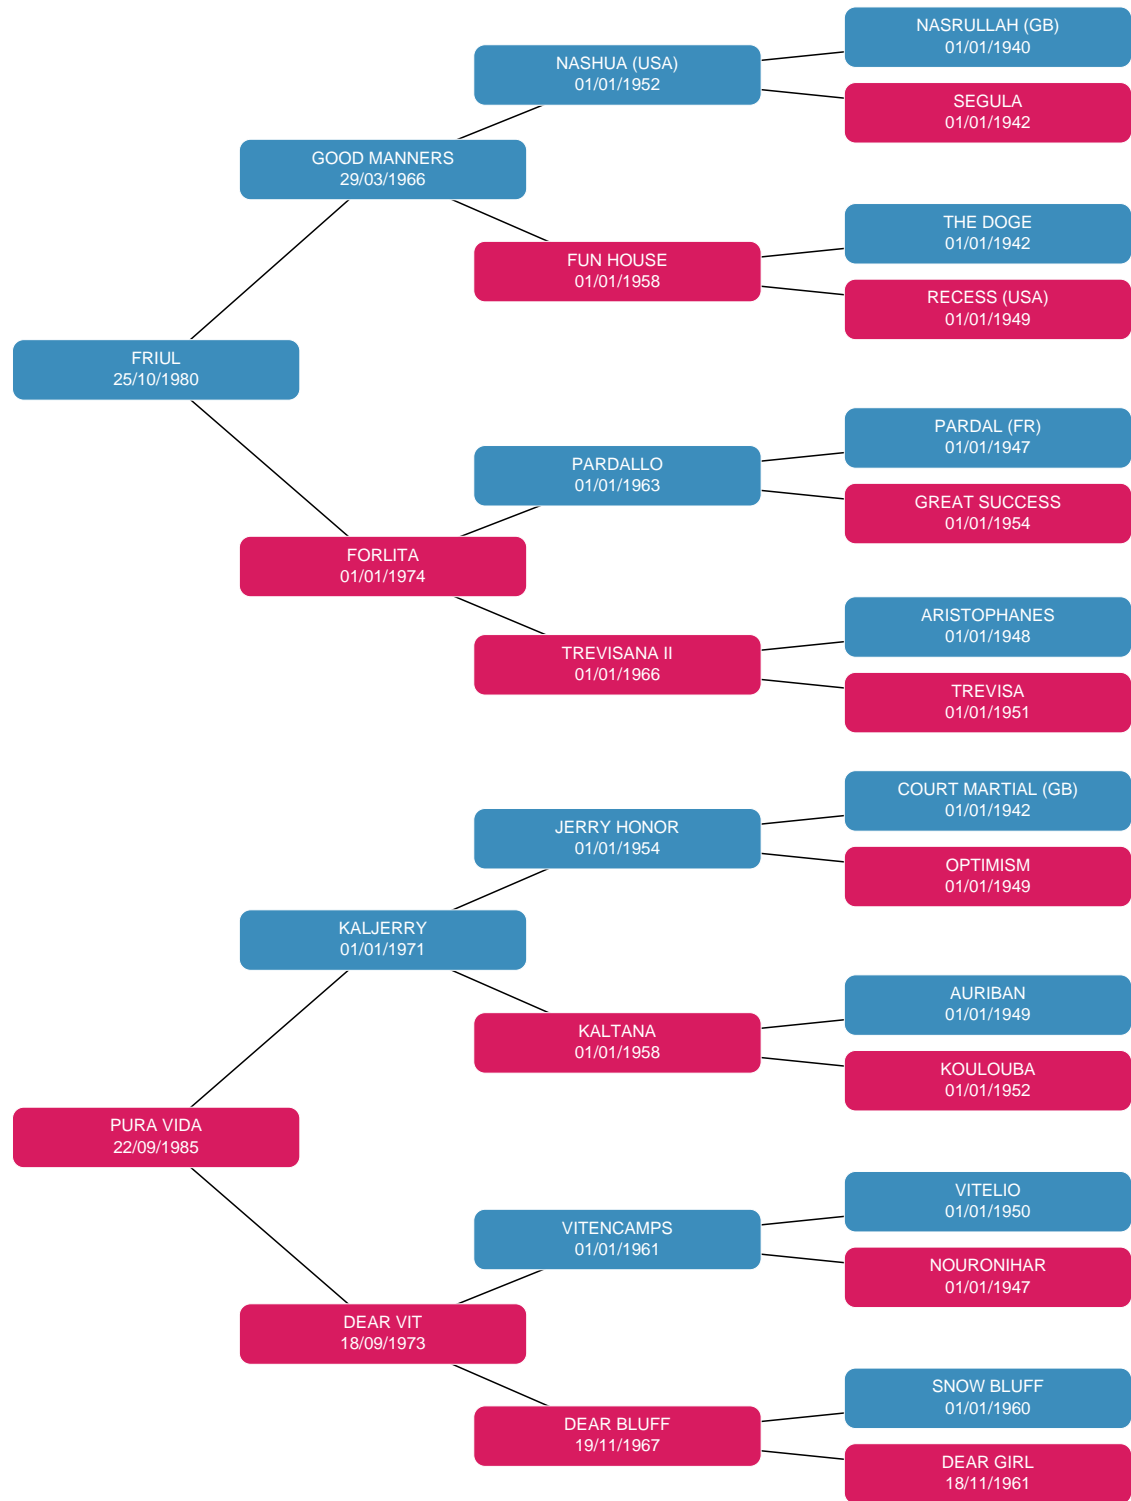 NASRULLAH (GB)
01/01/1940
NASHUA (USA)
01/01/1952
SEGULA
01/01/1942
GOOD MANNERS
29/03/1966
THE DOGE
01/01/1942
FUN HOUSE
01/01/1958
RECESS (USA)
01/01/1949
FRIUL
25/10/1980
PARDAL (FR)
01/01/1947
PARDALLO
01/01/1963
GREAT SUCCESS
01/01/1954
FORLITA
01/01/1974
ARISTOPHANES
01/01/1948
TREVISANA II
01/01/1966
TREVISA
01/01/1951
COURT MARTIAL (GB)
01/01/1942
JERRY HONOR
01/01/1954
OPTIMISM
01/01/1949
KALJERRY
01/01/1971
AURIBAN
01/01/1949
KALTANA
01/01/1958
KOULOUBA
01/01/1952
PURA VIDA
22/09/1985
VITELIO
01/01/1950
VITENCAMPS
01/01/1961
NOURONIHAR
01/01/1947
DEAR VIT
18/09/1973
SNOW BLUFF
01/01/1960
DEAR BLUFF
19/11/1967
DEAR GIRL
18/11/1961